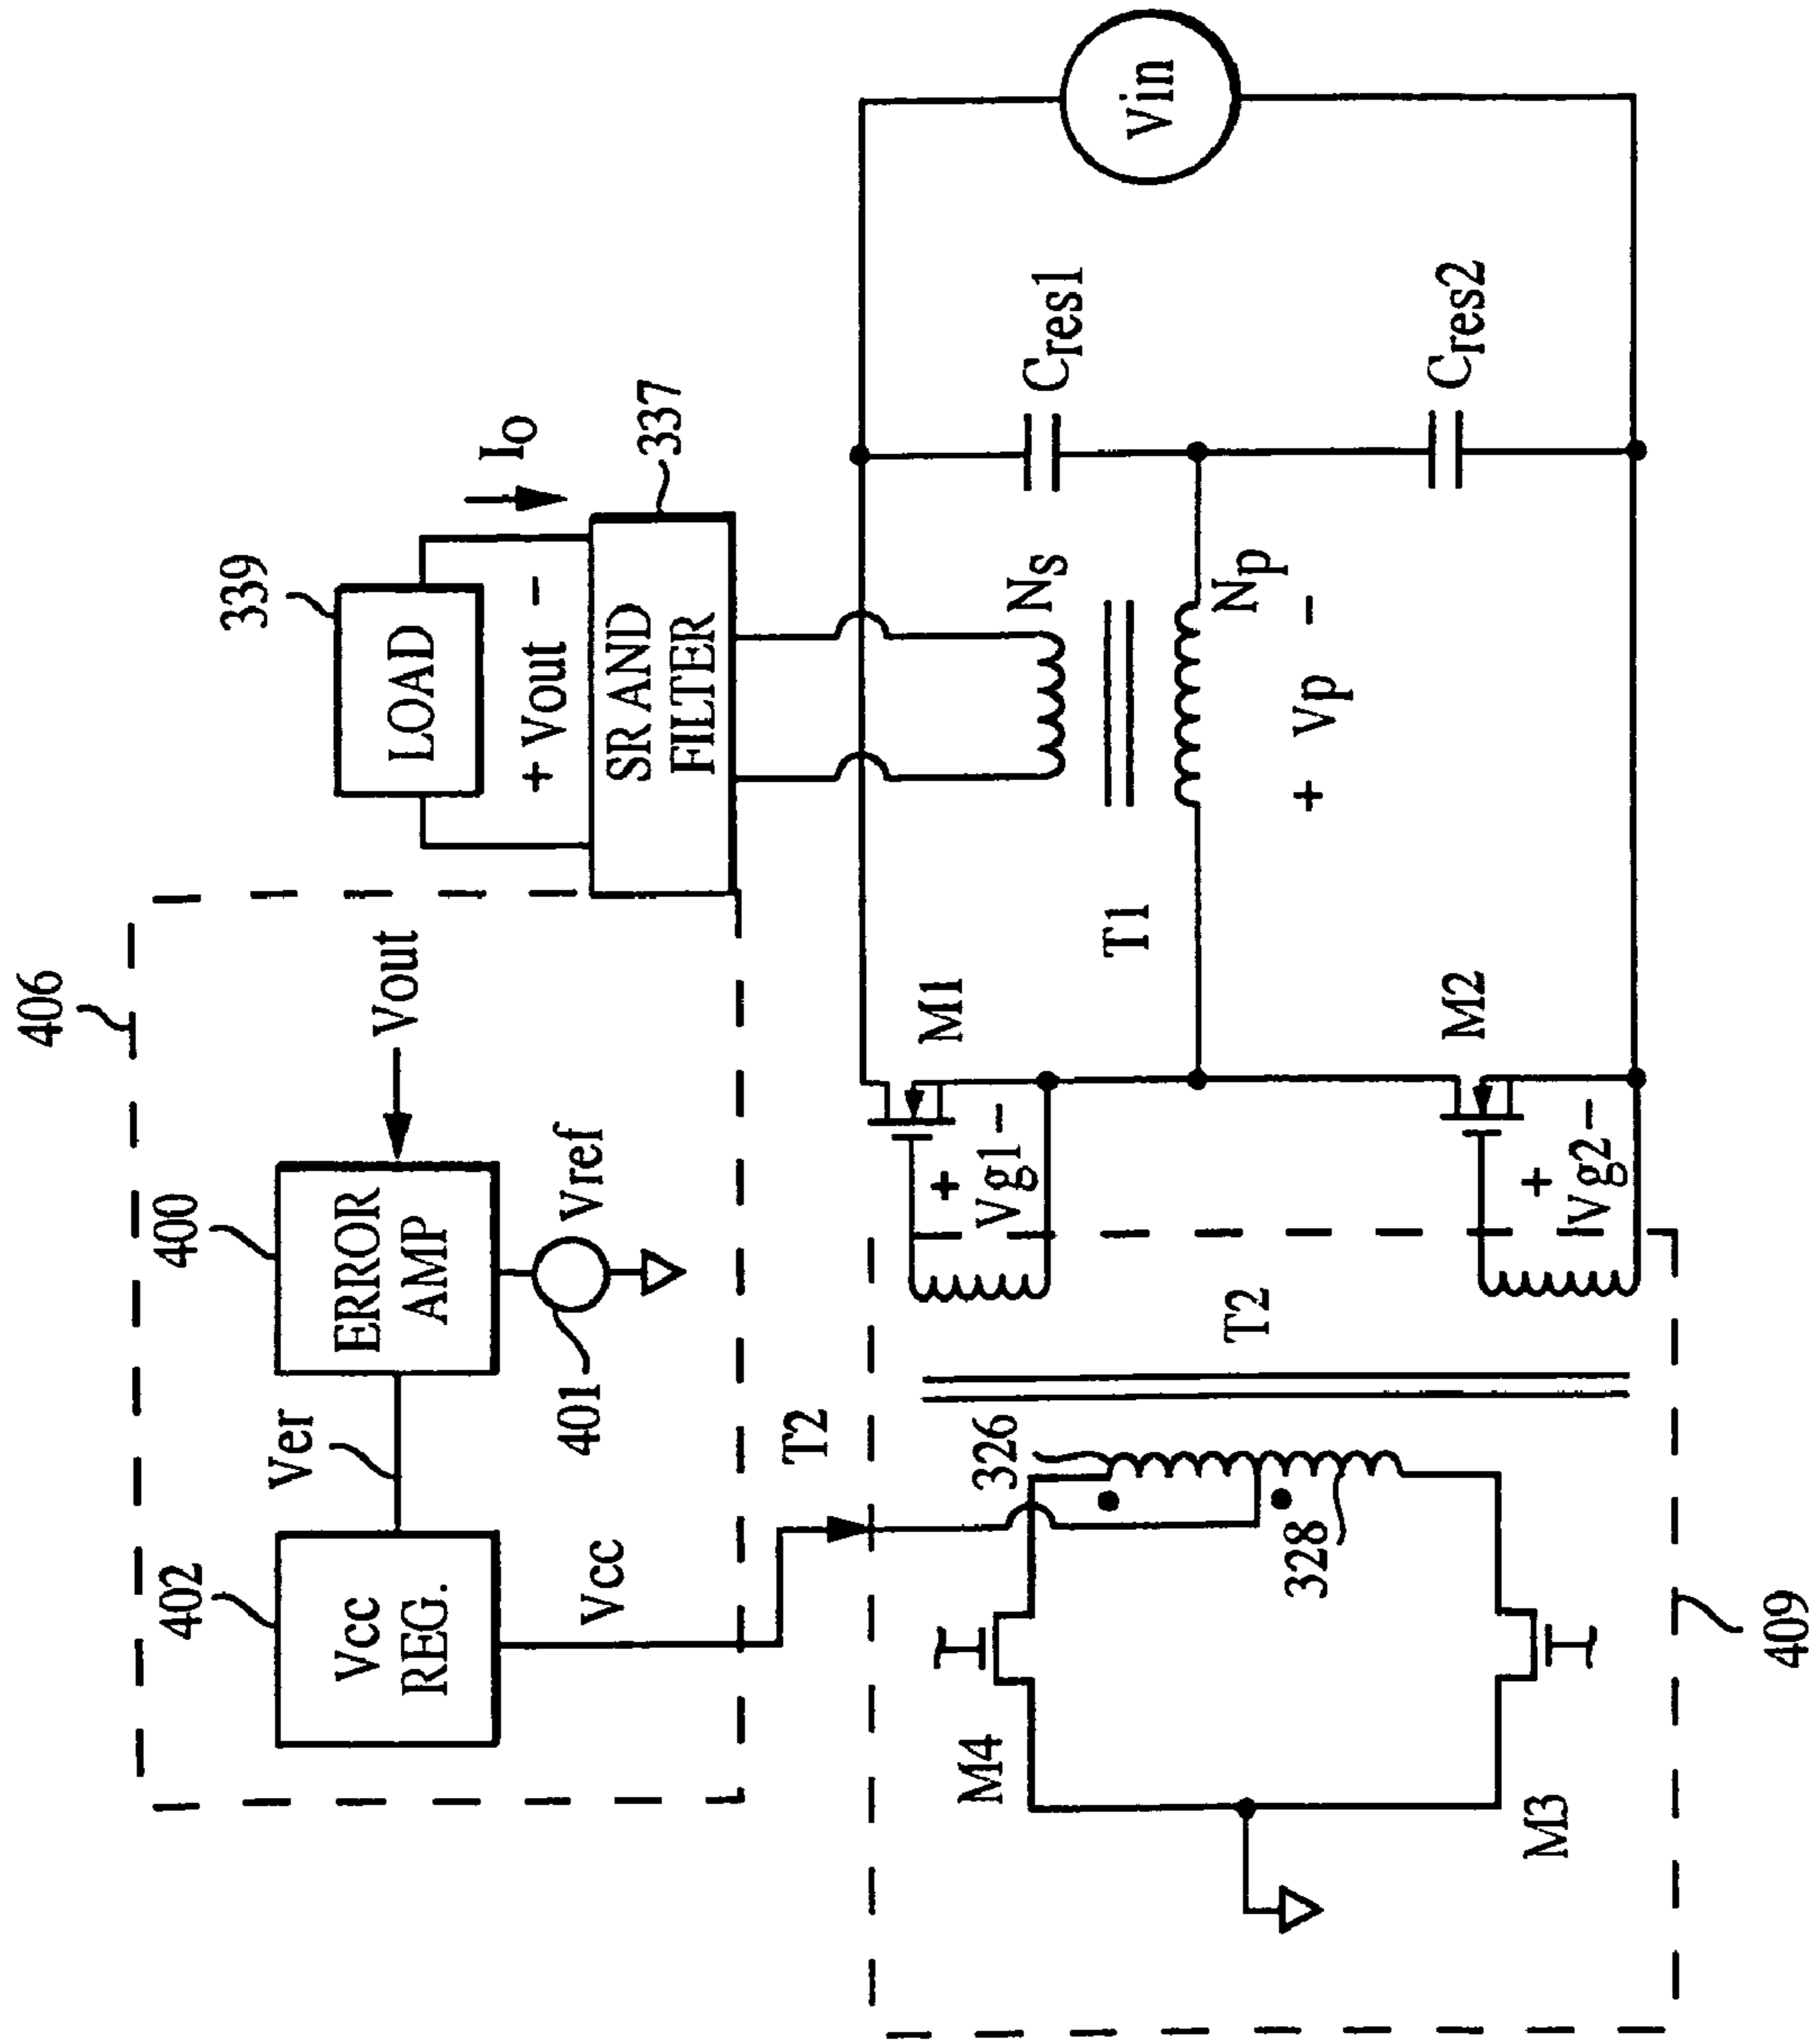 406
400
402
Vcc
REG.
Ver
ERROR
AMP
Vout
401
Vref
Vcc
T2
339
LOAD
+ Vout −
Io
SR AND
FILTER
337
409
M4
M3
326
328
T2
+
Vg1−
+
Vg2−
M1
M2
T1
Ns
Np
+ Vp −
Cres1
Cres2
Vin